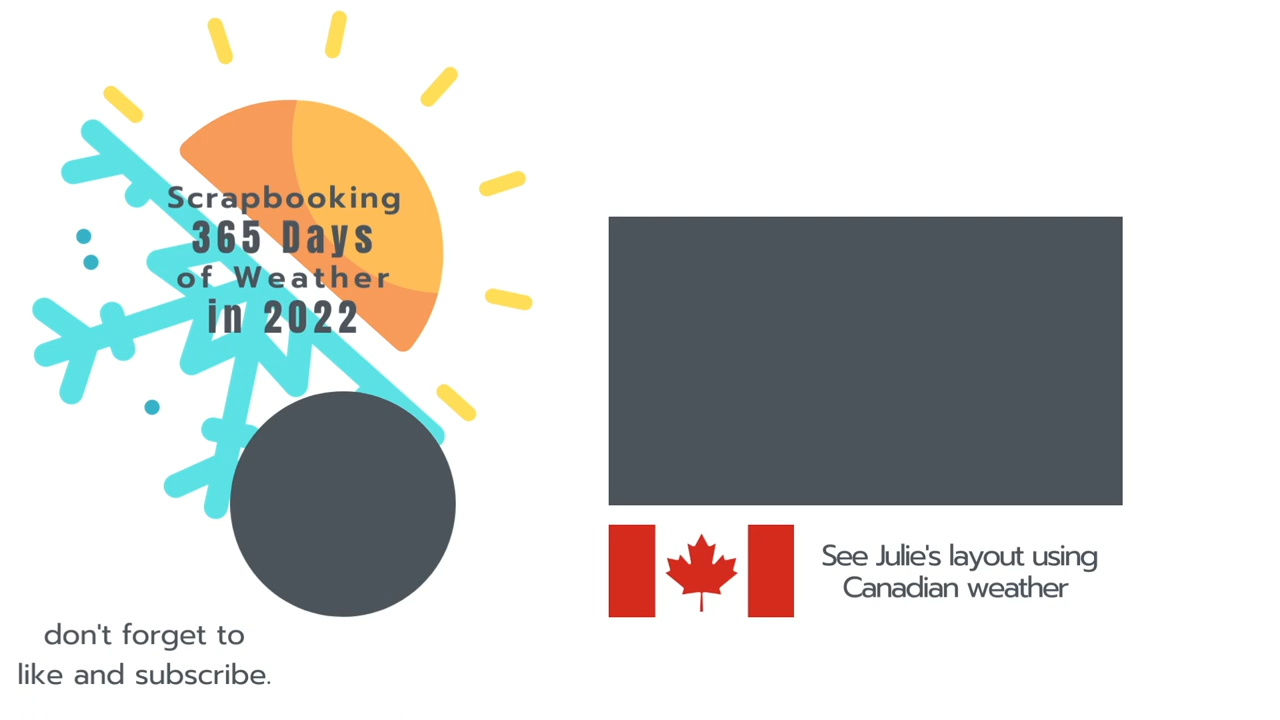 Scrapbooking
365 Days
of Weather
in 2022
See Julie's layout using
Canadian weather
don't forget to
like and subscribe.